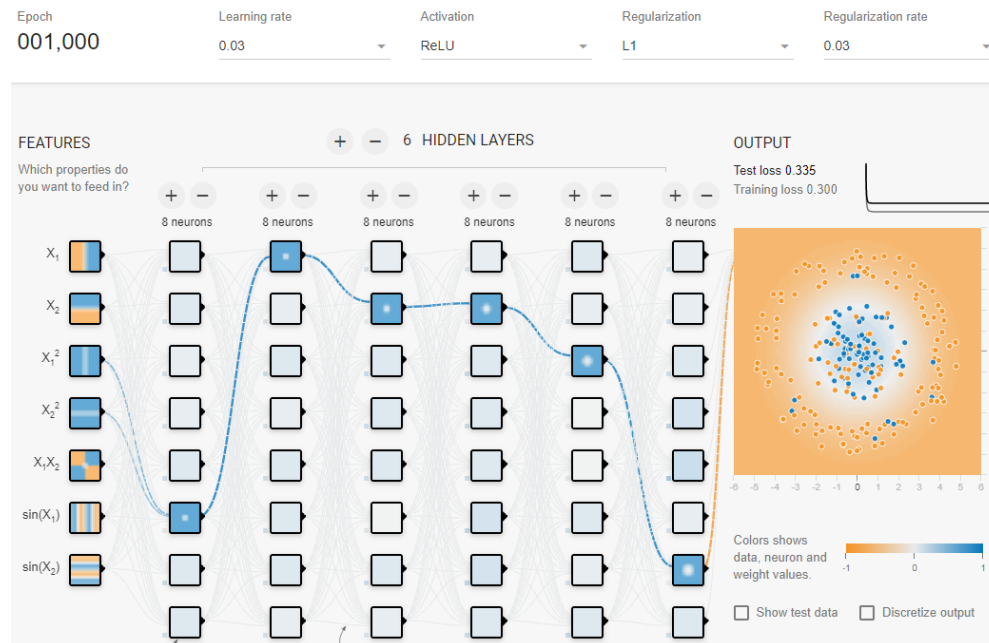 Epoch
001,000
Learning rate
0.03
Activation
ReLU
Regularization
L1
Regularization rate
0.03
FEATURES
Which properties do
you want to feed in?
+ − 6 HIDDEN LAYERS
+ − + − + − + − + − + −
8 neurons 8 neurons 8 neurons 8 neurons 8 neurons 8 neurons
X₁
X₂
X₁²
X₂²
X₁X₂
sin(X₁)
sin(X₂)
OUTPUT
Test loss 0.335
Training loss 0.300
-6 -5 -4 -3 -2 -1 0 1 2 3 4 5 6
Colors shows
data, neuron and
weight values.
-1 0 1
Show test data Discretize output